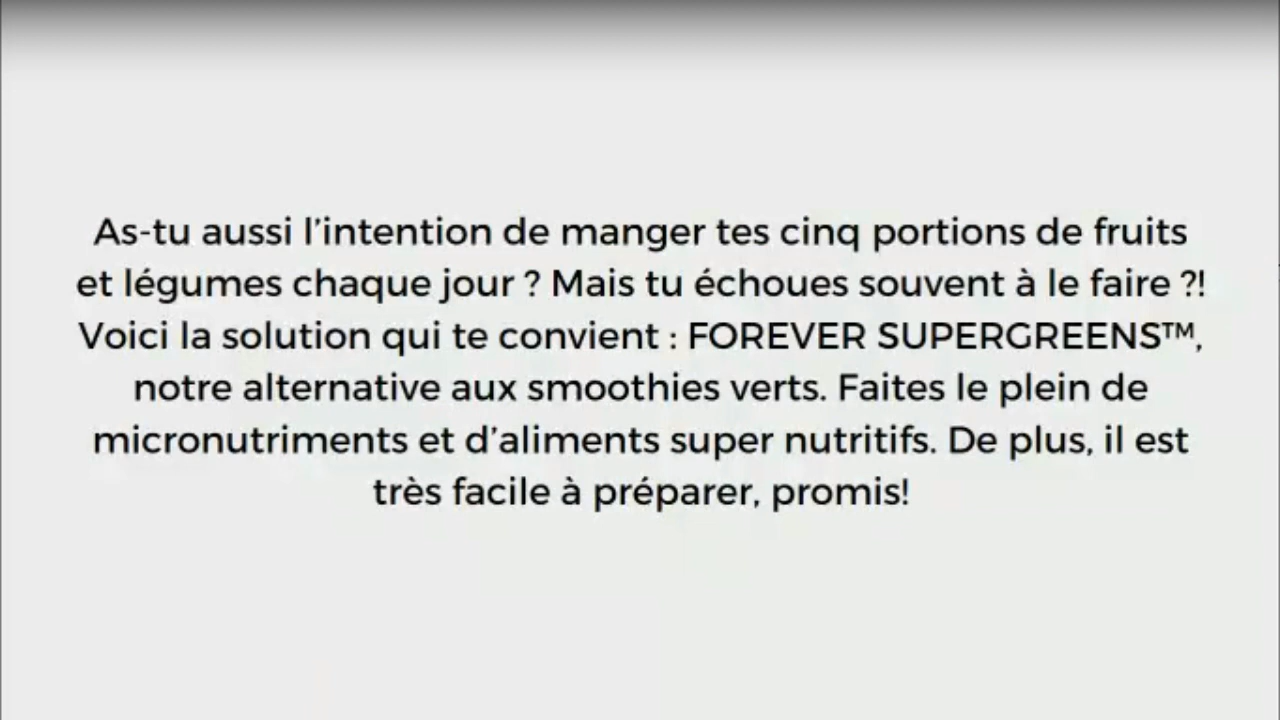 As-tu aussi l’intention de manger tes cinq portions de fruits
et légumes chaque jour ? Mais tu échoues souvent à le faire ?!
Voici la solution qui te convient : FOREVER SUPERGREENS™,
notre alternative aux smoothies verts. Faites le plein de
micronutriments et d’aliments super nutritifs. De plus, il est
très facile à préparer, promis!